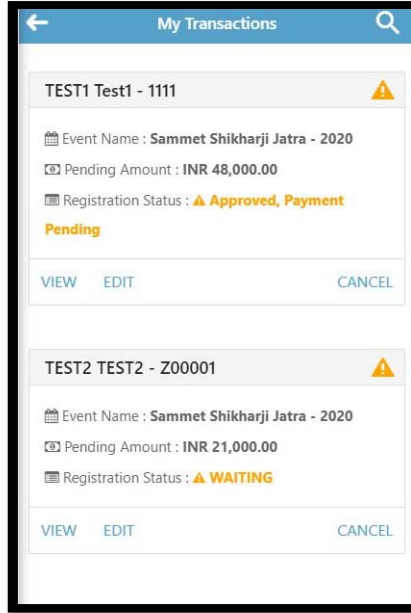 My Transactions
TEST1 Test1 - 1111
Event Name : Sammet Shikharji Jatra - 2020
Pending Amount : INR 48,000.00
Registration Status : Approved, Payment
Pending
VIEW EDIT CANCEL
TEST2 TEST2 - Z00001
Event Name : Sammet Shikharji Jatra - 2020
Pending Amount : INR 21,000.00
Registration Status : WAITING
VIEW EDIT CANCEL